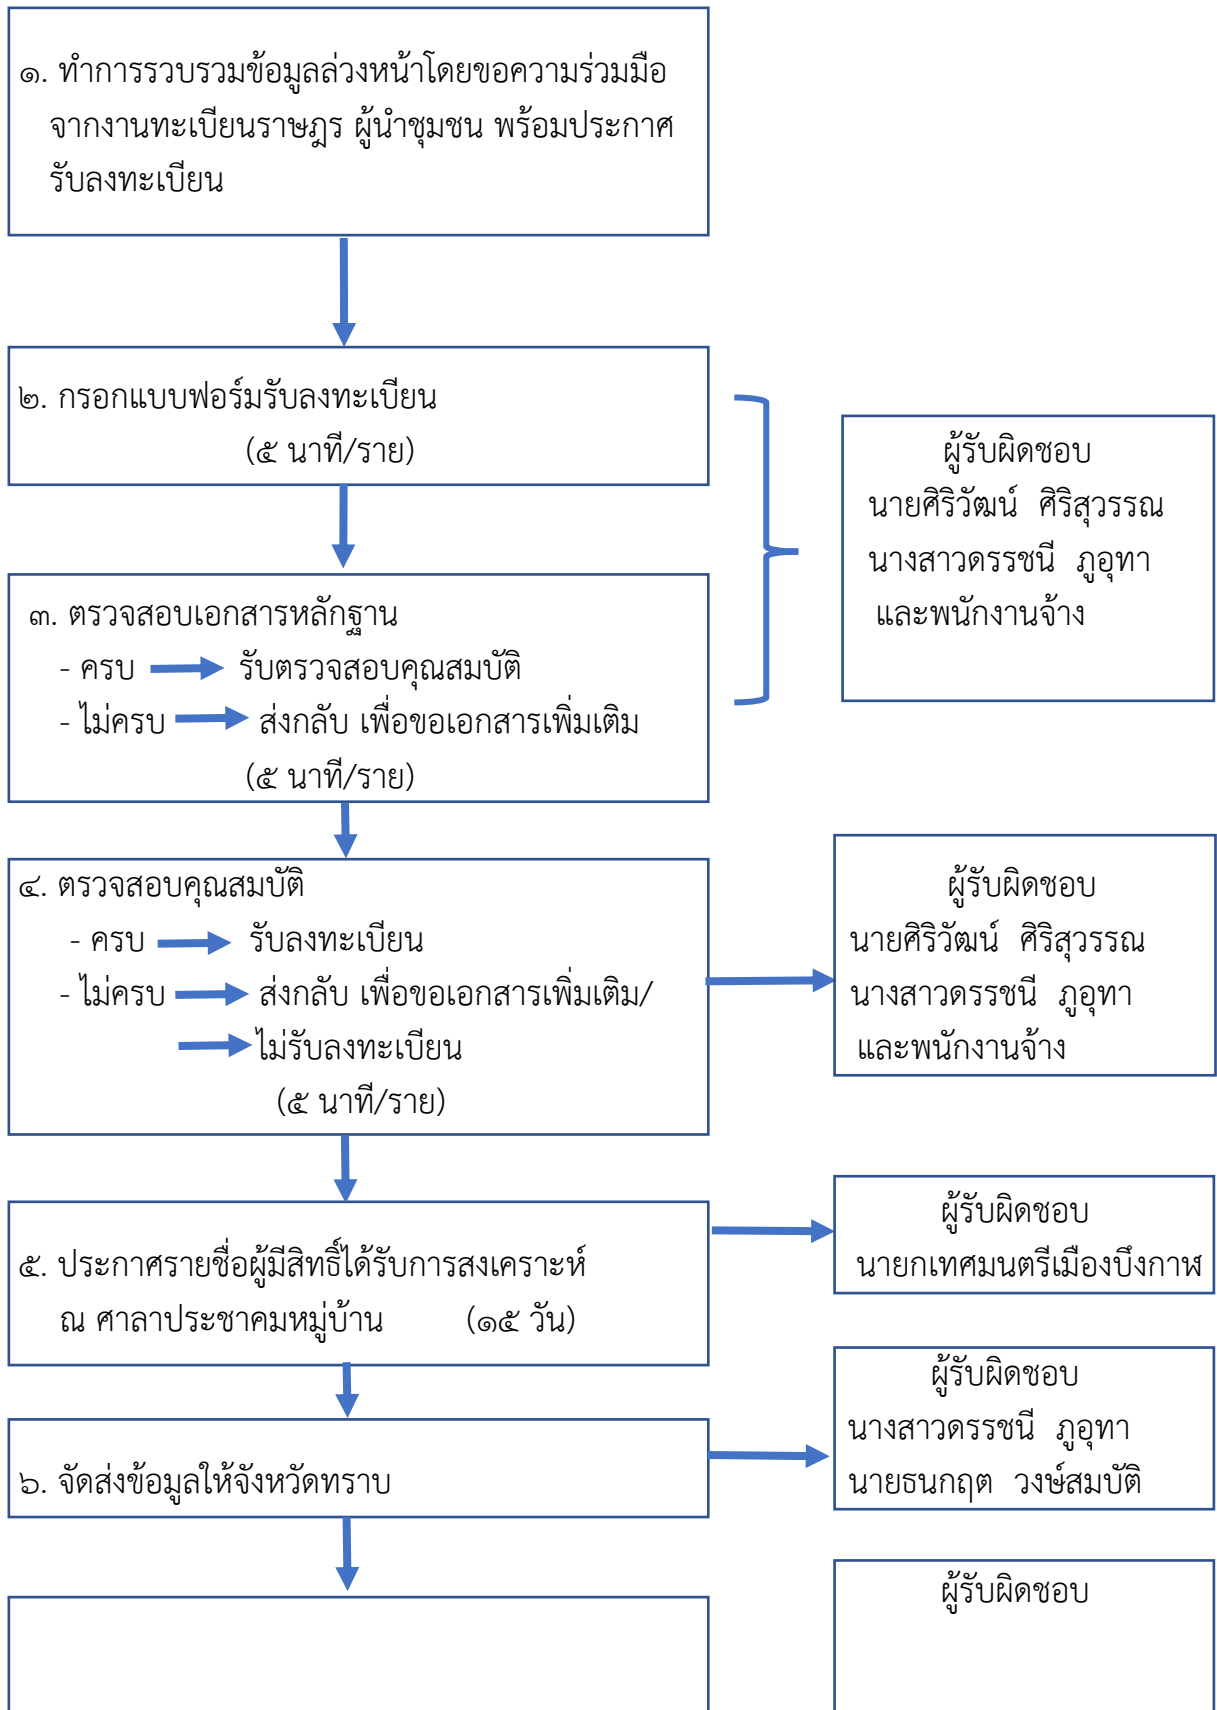 ๑. ทำการรวบรวมข้อมูลล่วงหน้าโดยขอความร่วมมือ
จากงานทะเบียนราษฎร ผู้นำชุมชน พร้อมประกาศ
รับลงทะเบียน
๒. กรอกแบบฟอร์มรับลงทะเบียน
(๕ นาที/ราย)
ผู้รับผิดชอบ
นายศิริวัฒน์ ศิริสุวรรณ
นางสาวดรรชนี ภูอุทา
และพนักงานจ้าง
๓. ตรวจสอบเอกสารหลักฐาน
- ครบ รับตรวจสอบคุณสมบัติ
- ไม่ครบ ส่งกลับ เพื่อขอเอกสารเพิ่มเติม
(๕ นาที/ราย)
๔. ตรวจสอบคุณสมบัติ
- ครบ รับลงทะเบียน
- ไม่ครบ ส่งกลับ เพื่อขอเอกสารเพิ่มเติม/
ไม่รับลงทะเบียน
(๕ นาที/ราย)
ผู้รับผิดชอบ
นายศิริวัฒน์ ศิริสุวรรณ
นางสาวดรรชนี ภูอุทา
และพนักงานจ้าง
๕. ประกาศรายชื่อผู้มีสิทธิ์ได้รับการสงเคราะห์
ณ ศาลาประชาคมหมู่บ้าน (๑๕ วัน)
ผู้รับผิดชอบ
นายกเทศมนตรีเมืองบึงกาฬ
๖. จัดส่งข้อมูลให้จังหวัดทราบ
ผู้รับผิดชอบ
นางสาวดรรชนี ภูอุทา
นายธนกฤต วงษ์สมบัติ
ผู้รับผิดชอบ